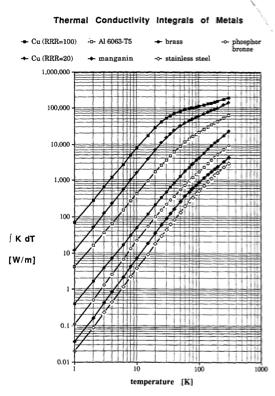 Thermal Conductivity Integrals of Metals
Cu (RRR=100) Al 6063-T5 brass phosphor bronze
Cu (RRR=20) manganin stainless steel
1,000,000
100,000
10,000
1,000
100
10
1
0.1
0.01
∫ K dT
[W/m]
1 10 100 1000
temperature [K]